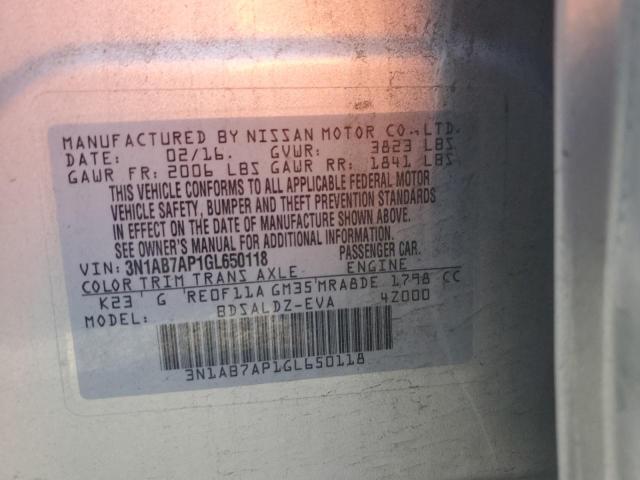 MANUFACTURED BY NISSAN MOTOR CO., LTD.
DATE: 02/16. GVWR: 3823 LBS
GAWR FR: 2006 LBS GAWR RR: 1841 LBS
THIS VEHICLE CONFORMS TO ALL APPLICABLE FEDERAL MOTOR
VEHICLE SAFETY, BUMPER AND THEFT PREVENTION STANDARDS
IN EFFECT ON THE DATE OF MANUFACTURE SHOWN ABOVE.
SEE OWNER'S MANUAL FOR ADDITIONAL INFORMATION.
VIN: 3N1AB7AP1GL650118 PASSENGER CAR.
COLOR TRIM TRANS AXLE ENGINE
K23 G RE0F11A GM35 MRA8DE 1798 CC
MODEL: BDSALDZ-EVA 4Z000
3N1AB7AP1GL650118